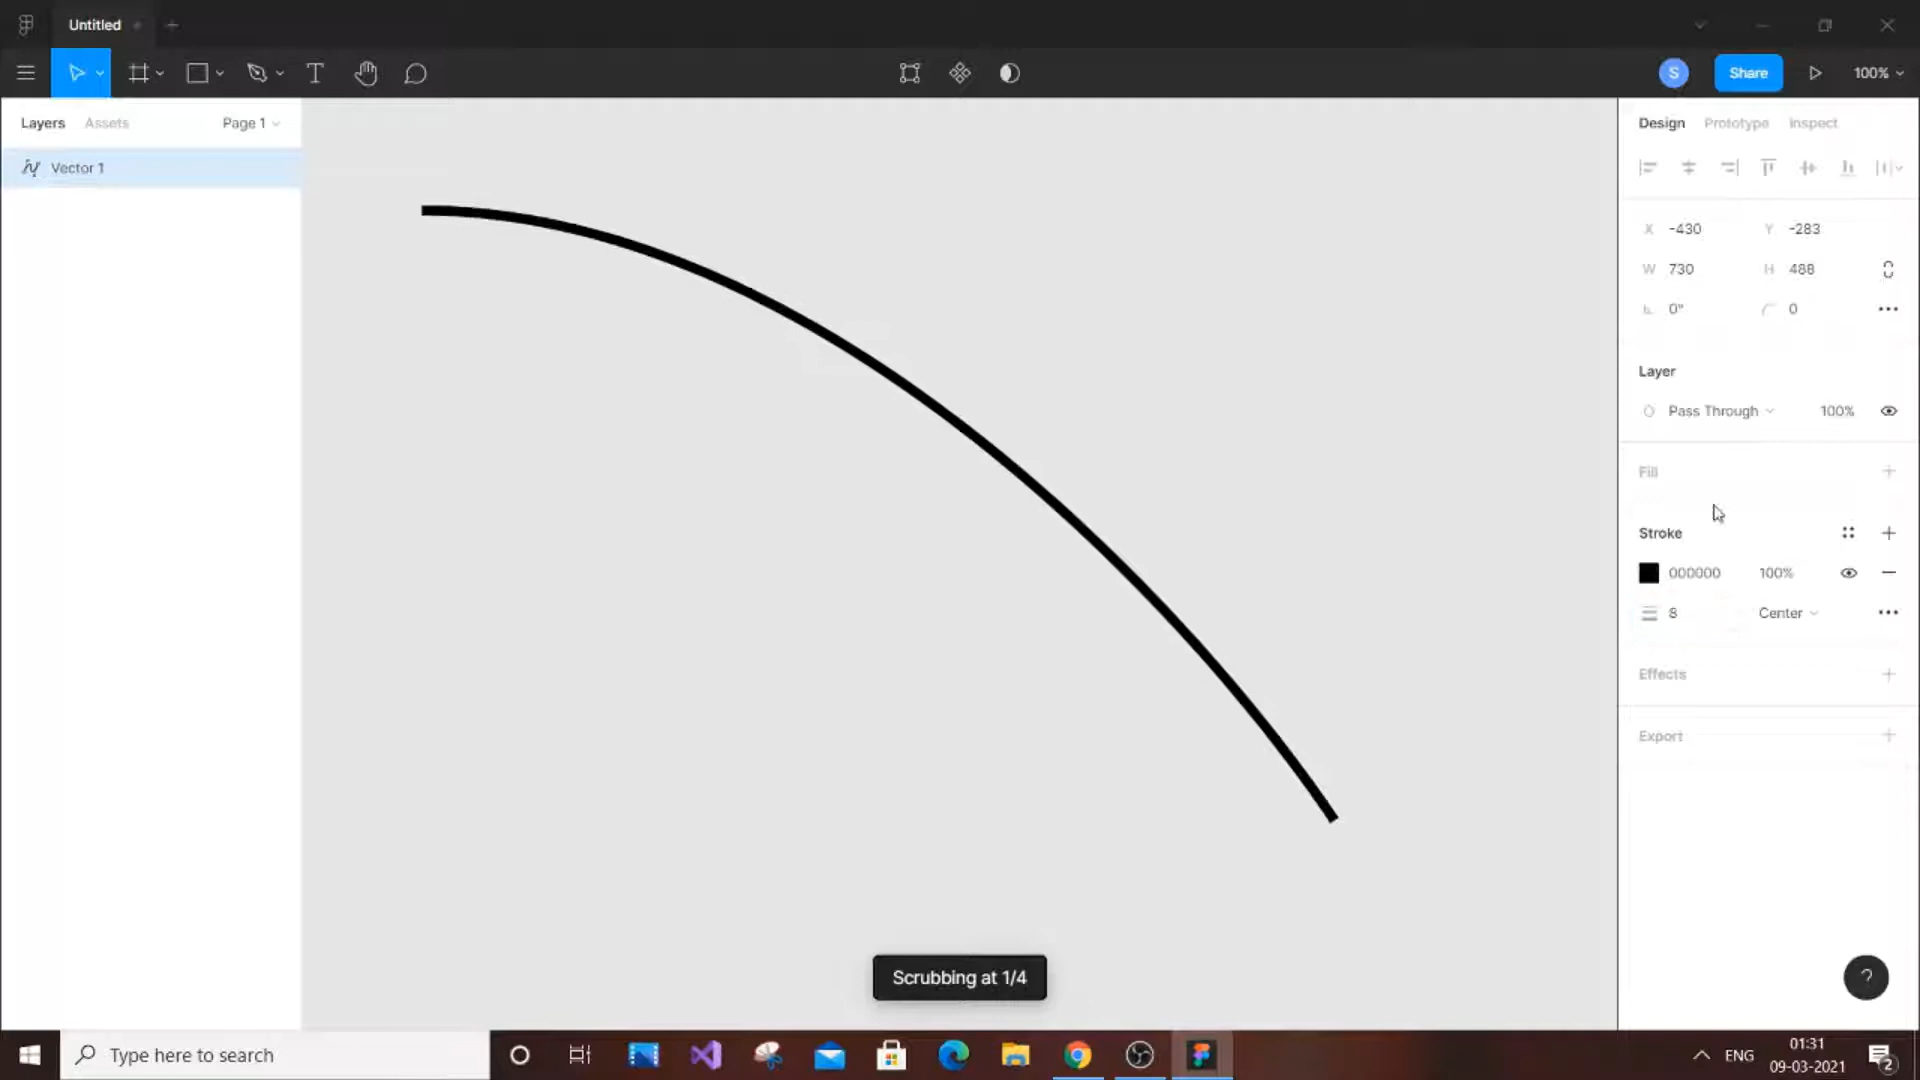 Untitled
S
Share
100%
Layers
Assets
Page 1
Design
Prototype
Inspect
Vector 1
X -430
Y -283
W 730
H 488
0°
0
Layer
Pass Through
100%
Fill
Stroke
000000
100%
8
Center
Effects
Export
Scrubbing at 1/4
?
Type here to search
ENG
01:31
09-03-2021
2